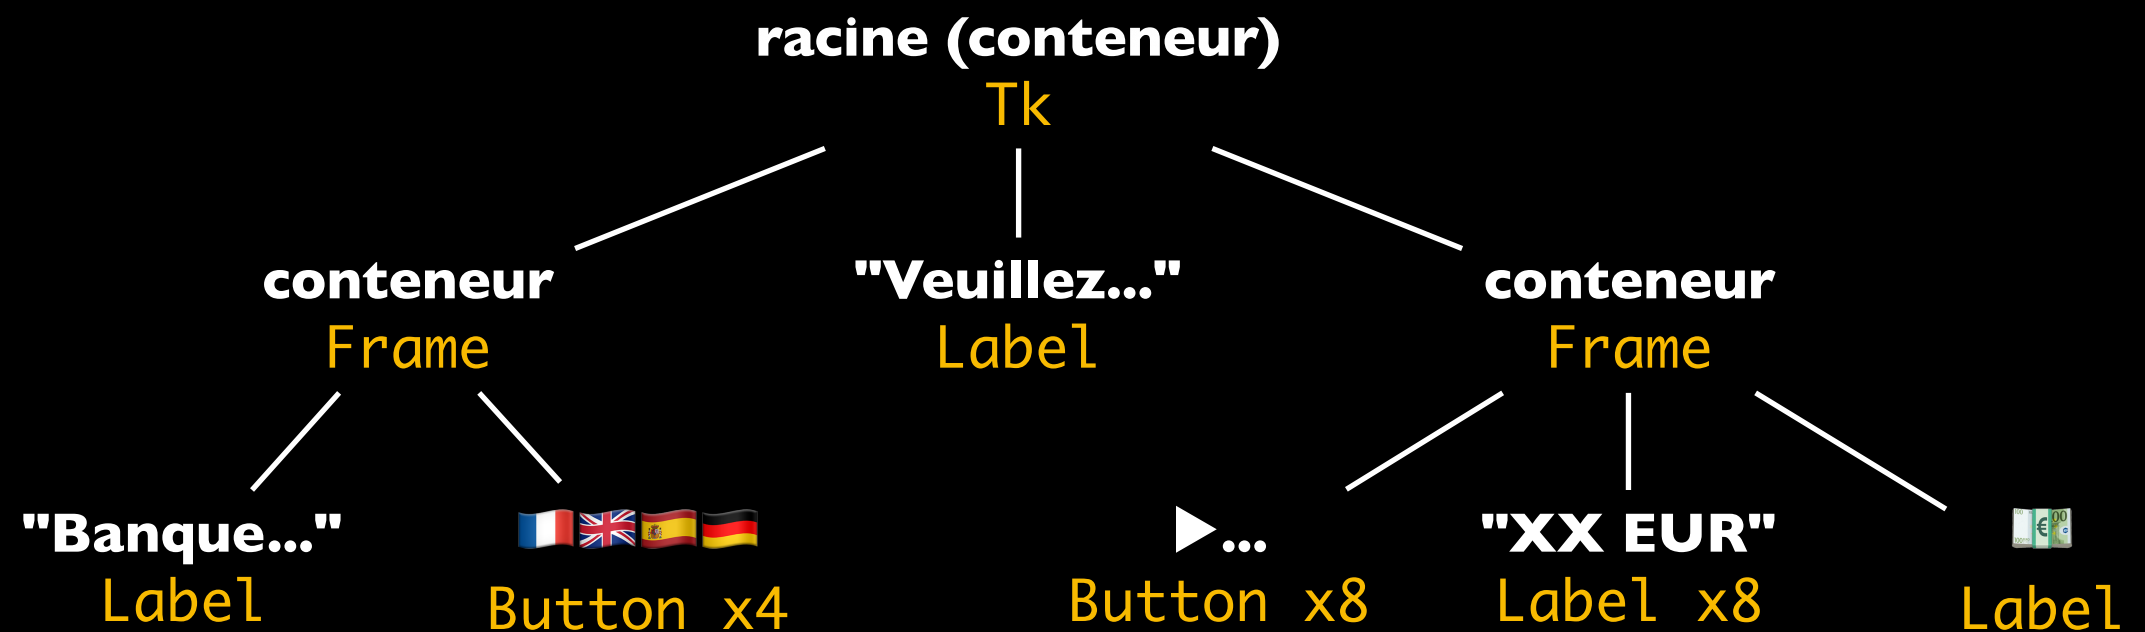 racine (conteneur)
Tk
conteneur
Frame
"Veuillez..."
Label
conteneur
Frame
"Banque..."
Label
Button x4
...
Button x8
"XX EUR"
Label x8
Label